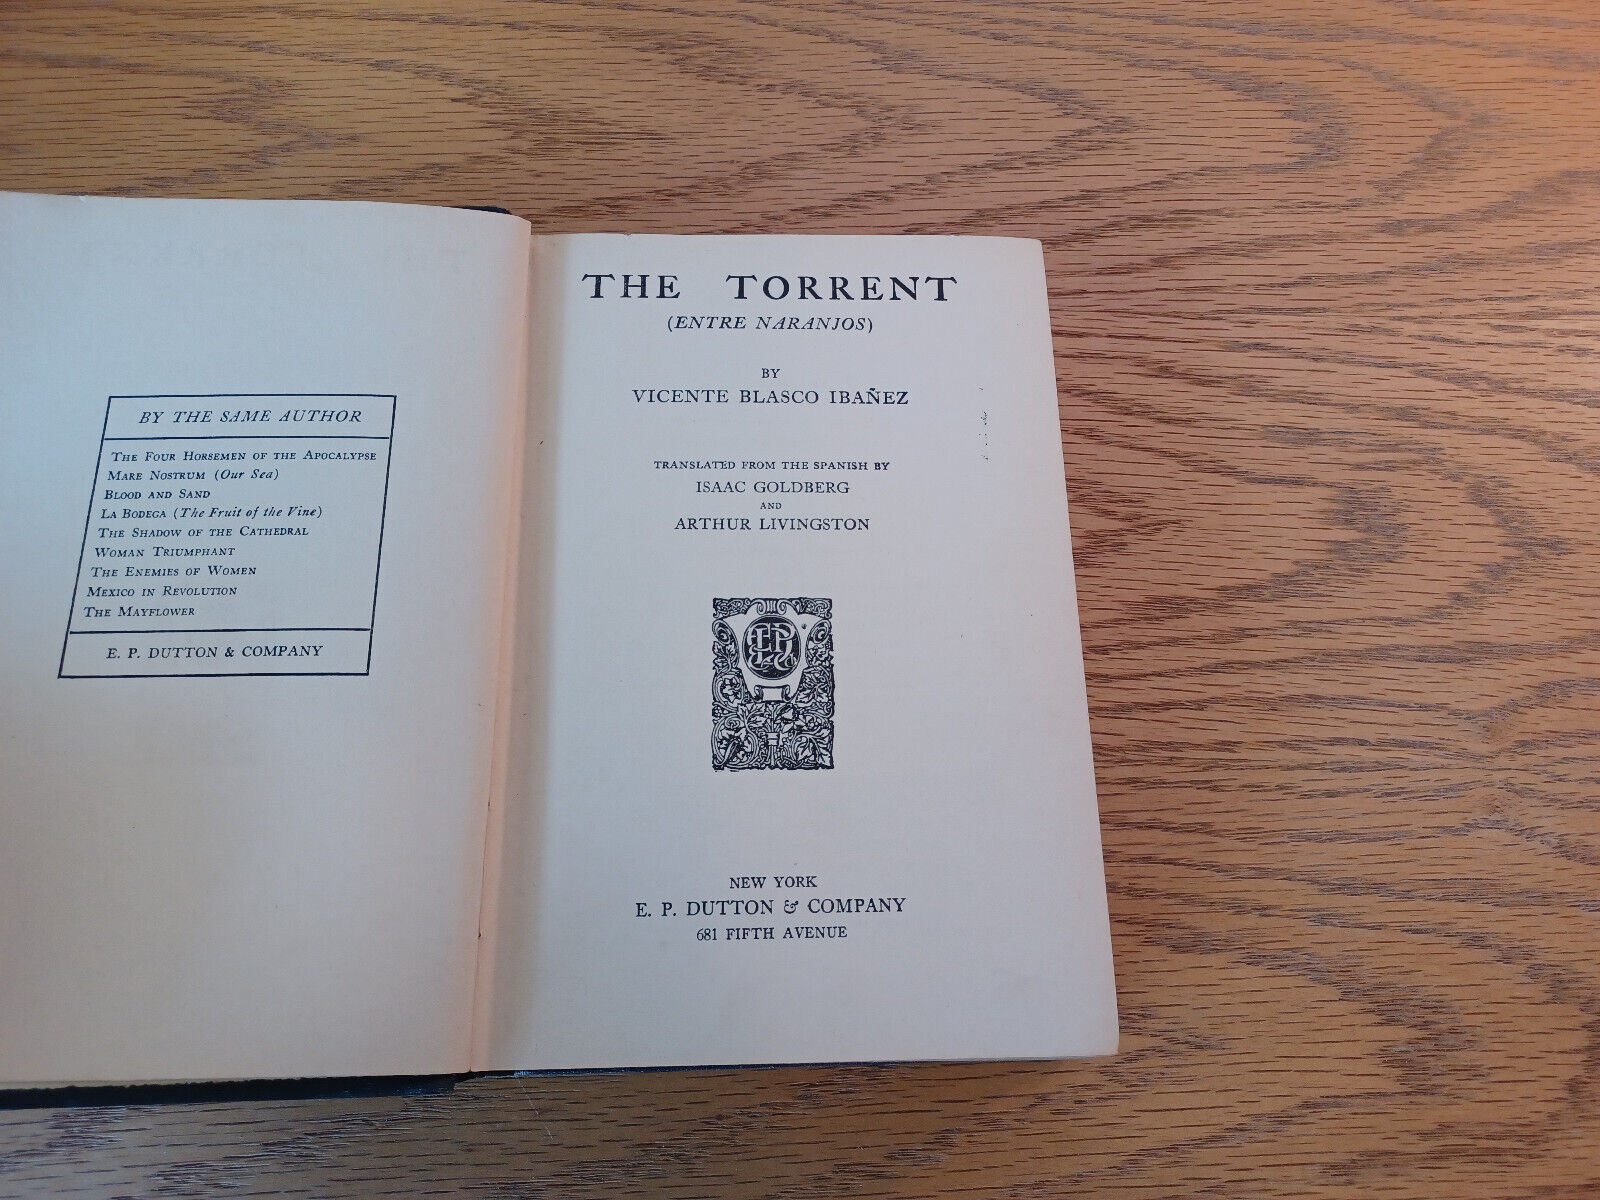 BY THE SAME AUTHOR
THE FOUR HORSEMEN OF THE APOCALYPSE
MARE NOSTRUM (Our Sea)
BLOOD AND SAND
LA BODEGA (The Fruit of the Vine)
THE SHADOW OF THE CATHEDRAL
WOMAN TRIUMPHANT
THE ENEMIES OF WOMEN
MEXICO IN REVOLUTION
THE MAYFLOWER
E. P. DUTTON & COMPANY
THE TORRENT
(ENTRE NARANJOS)
BY
VICENTE BLASCO IBAÑEZ
TRANSLATED FROM THE SPANISH BY
ISAAC GOLDBERG
AND
ARTHUR LIVINGSTON
NEW YORK
E. P. DUTTON & COMPANY
681 FIFTH AVENUE